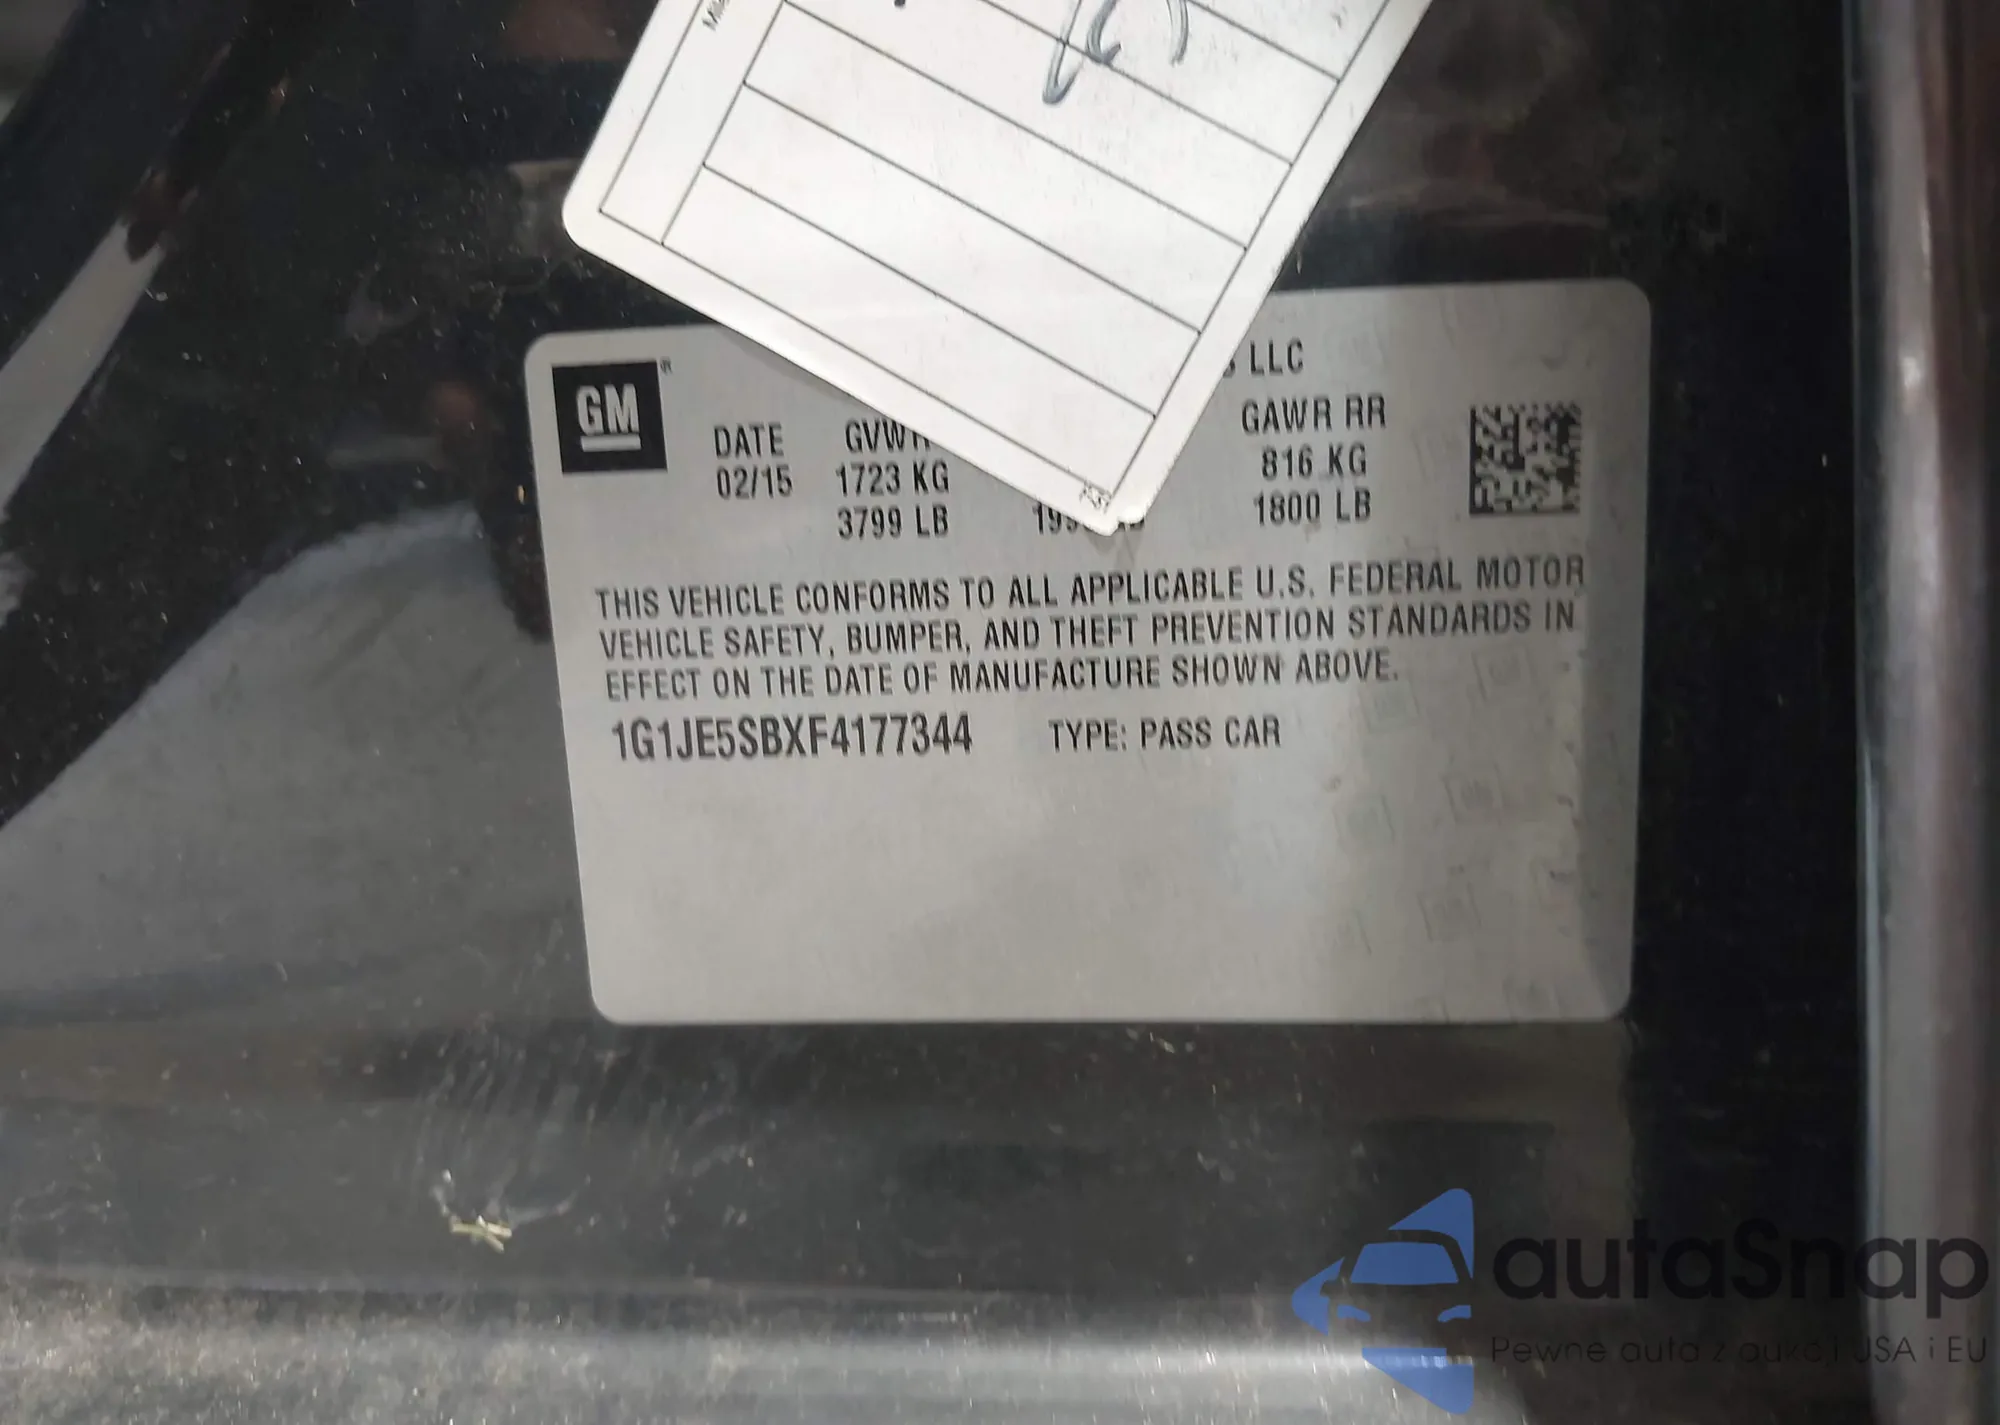 GM
LLC
DATE GVWR GAWR RR
02/15 1723 KG 816 KG
3799 LB 1800 LB
THIS VEHICLE CONFORMS TO ALL APPLICABLE U.S. FEDERAL MOTOR
VEHICLE SAFETY, BUMPER, AND THEFT PREVENTION STANDARDS IN
EFFECT ON THE DATE OF MANUFACTURE SHOWN ABOVE.
1G1JE5SBXF4177344 TYPE: PASS CAR
autaSnap
Pewne auta z aukcji USA i EU